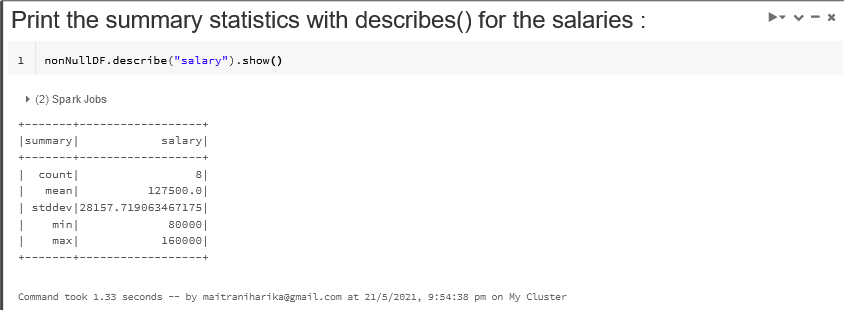 Print the summary statistics with describes() for the salaries :
1 nonNullDF.describe("salary").show()
(2) Spark Jobs
+-------+------------------+
|summary|            salary|
+-------+------------------+
|  count|                 8|
|   mean|          127500.0|
| stddev|28157.719063467175|
|    min|             80000|
|    max|            160000|
+-------+------------------+
Command took 1.33 seconds -- by maitraniharika@gmail.com at 21/5/2021, 9:54:38 pm on My Cluster